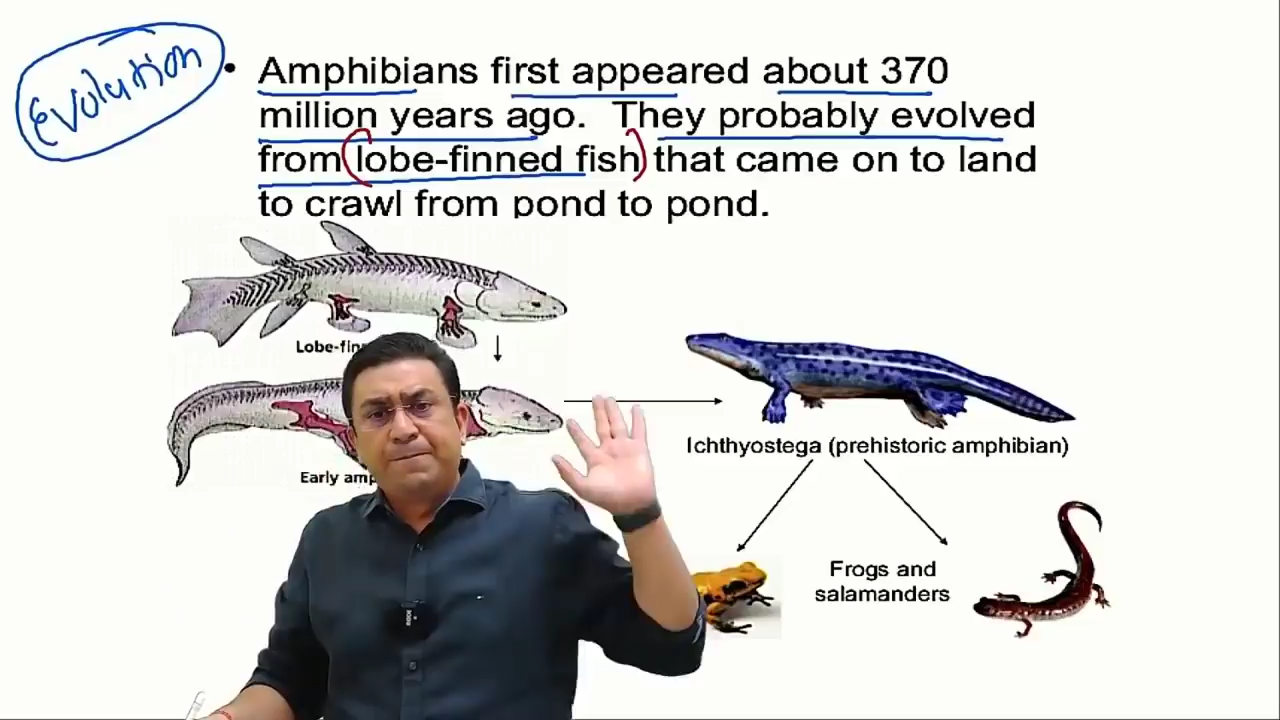 Evolution
• Amphibians first appeared about 370
million years ago. They probably evolved
from lobe-finned fish that came on to land
to crawl from pond to pond.
Early
Ichthyostega (prehistoric amphibian)
Frogs and
salamanders